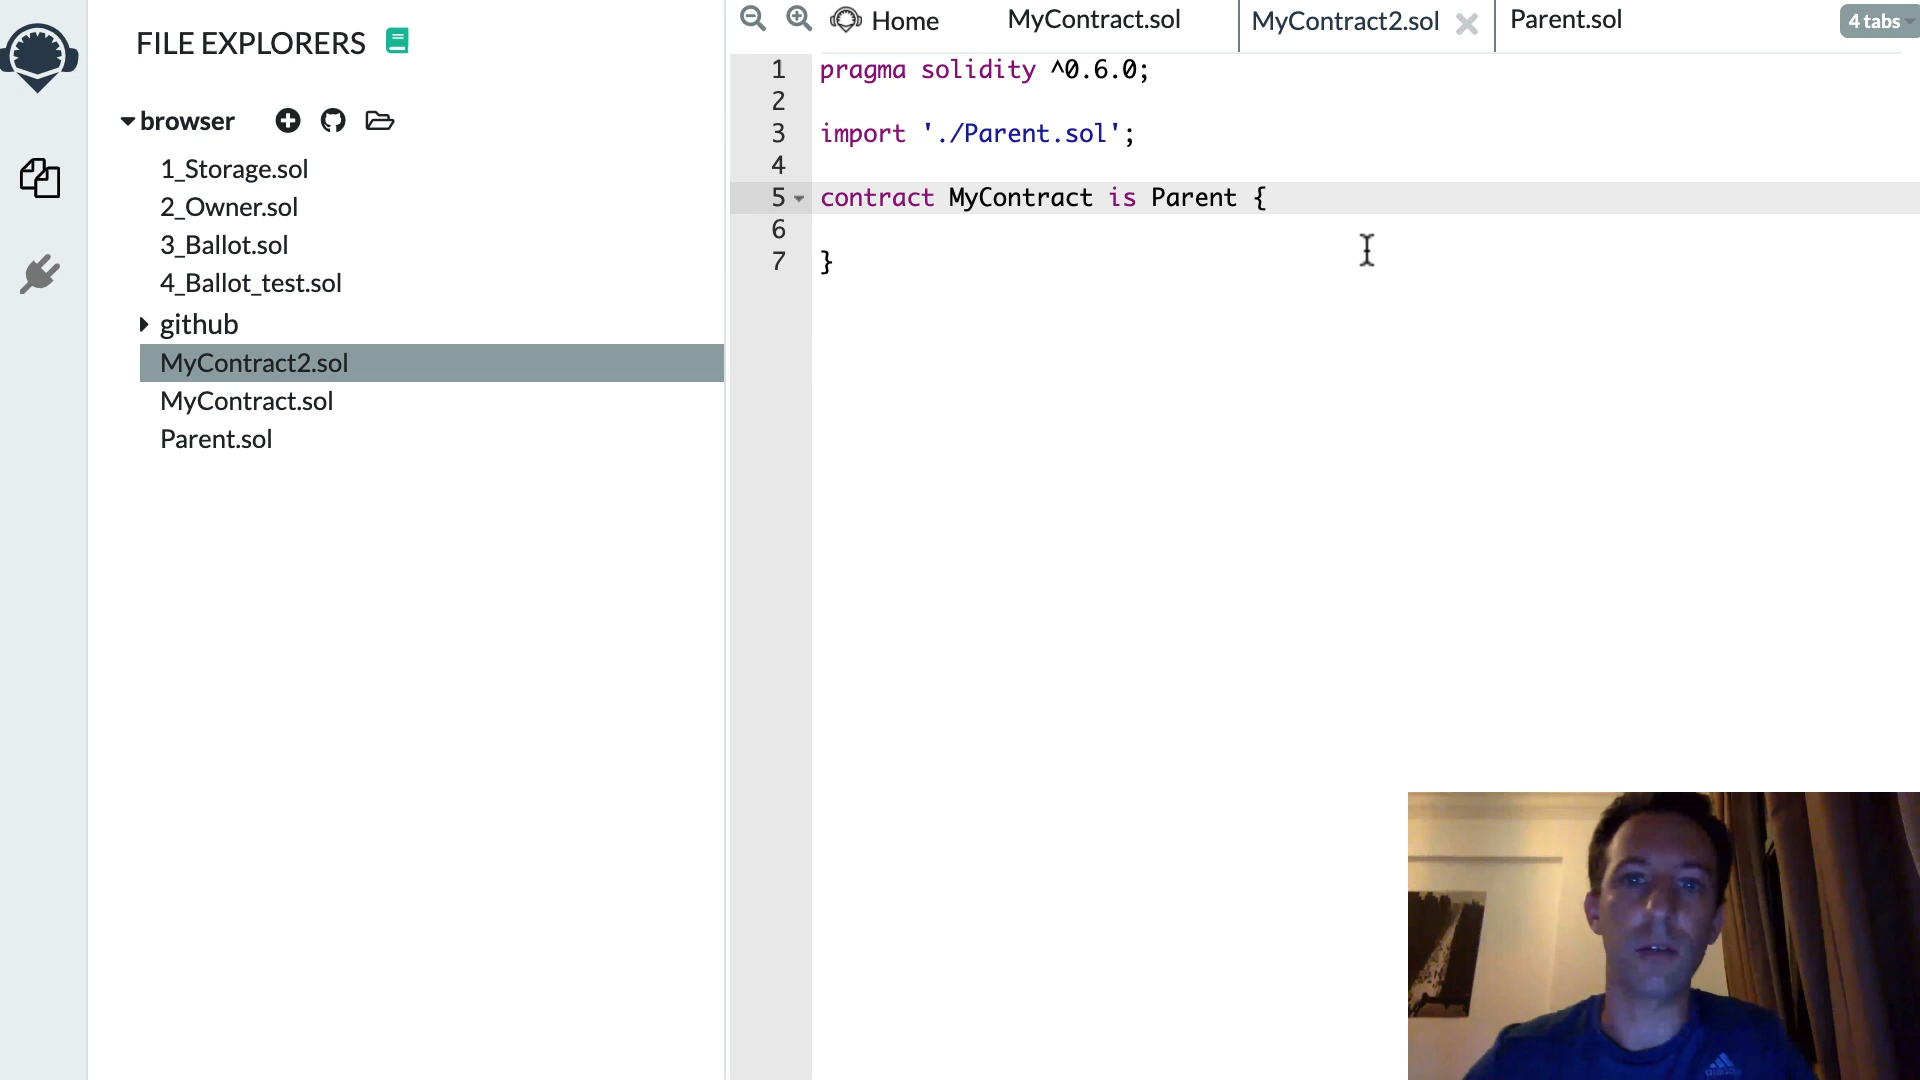 FILE EXPLORERS
browser
1_Storage.sol
2_Owner.sol
3_Ballot.sol
4_Ballot_test.sol
github
MyContract2.sol
MyContract.sol
Parent.sol
Home
MyContract.sol
MyContract2.sol
Parent.sol
4 tabs
1 pragma solidity ^0.6.0;
2
3 import './Parent.sol';
4
5 contract MyContract is Parent {
6
7 }
adidas